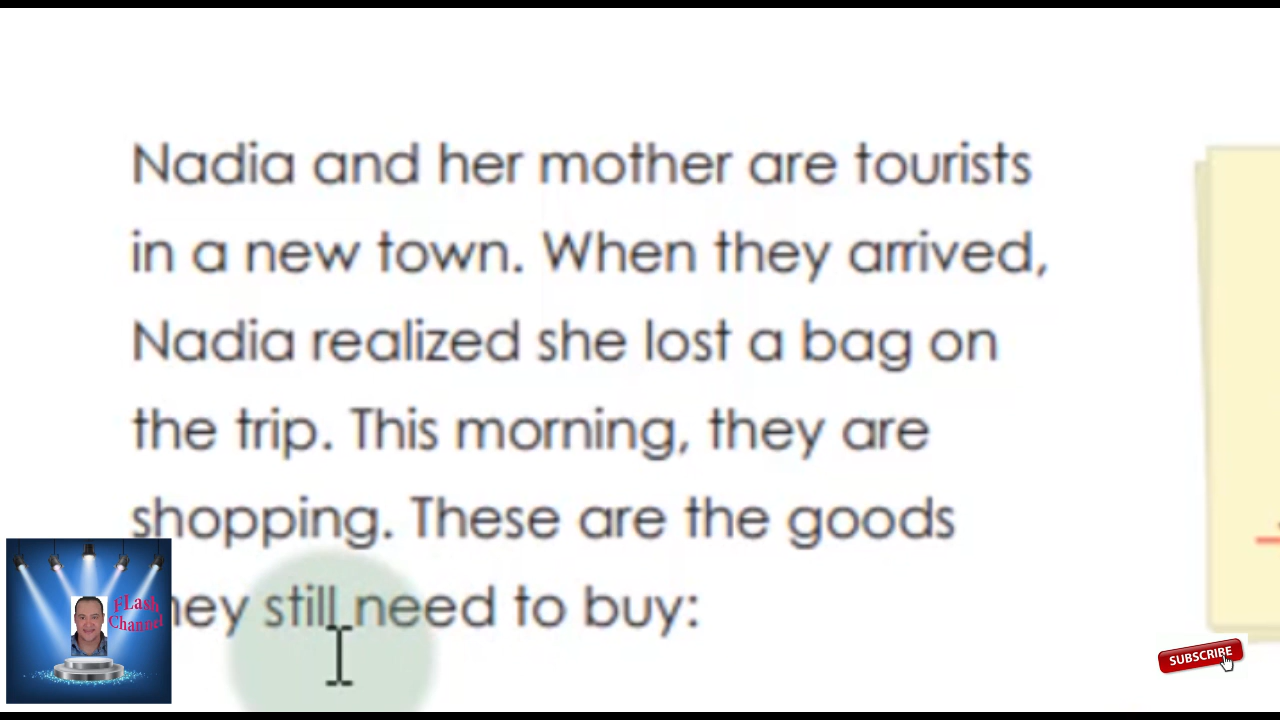 Nadia and her mother are tourists
in a new town. When they arrived,
Nadia realized she lost a bag on
the trip. This morning, they are
shopping. These are the goods
hey still need to buy:
FLash
Channel
SUBSCRIBE